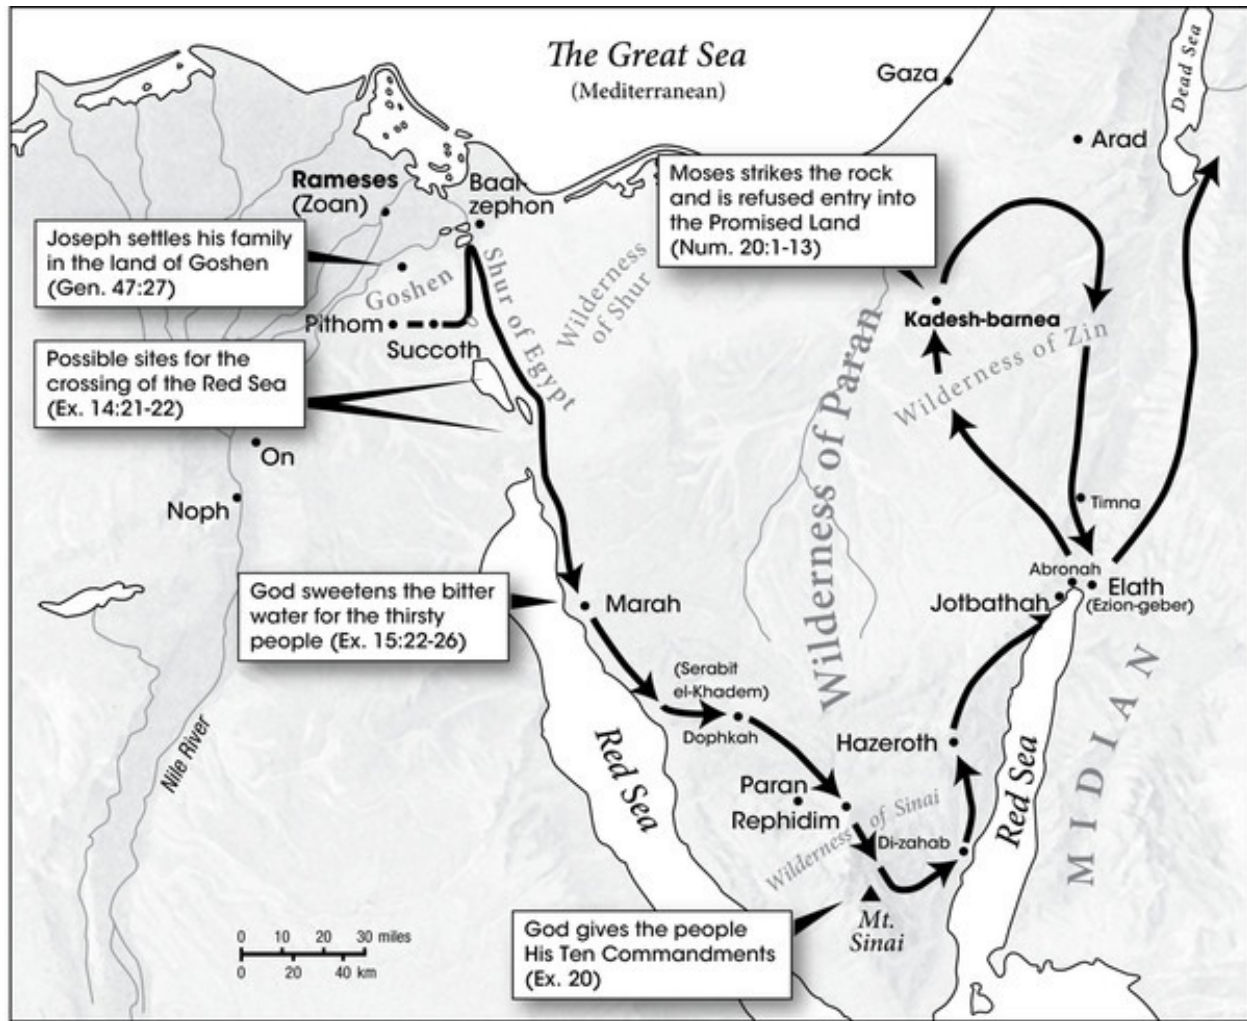 The Great Sea
(Mediterranean)
Gaza
Dead Sea
Arad
Moses strikes the rock
and is refused entry into
the Promised Land
(Num. 20:1-13)
Rameses
(Zoan)
Baal-
zephon
Joseph settles his family
in the land of Goshen
(Gen. 47:27)
Goshen
Shur of Egypt
Wilderness
of Shur
Pithom
Succoth
Kadesh-barnea
Wilderness of Zin
Wilderness of Paran
Possible sites for the
crossing of the Red Sea
(Ex. 14:21-22)
On
Noph
Timna
Abronah
Elath
(Ezion-geber)
Jotbathah
God sweetens the bitter
water for the thirsty
people (Ex. 15:22-26)
Marah
(Serabit
el-Khadem)
Dophkah
Hazeroth
Red Sea
Nile River
Paran
Rephidim
Wilderness of Sinai
Di-zahab
Red Sea
MIDIAN
God gives the people
His Ten Commandments
(Ex. 20)
Mt.
Sinai
0 10 20 30 miles
0 20 40 km